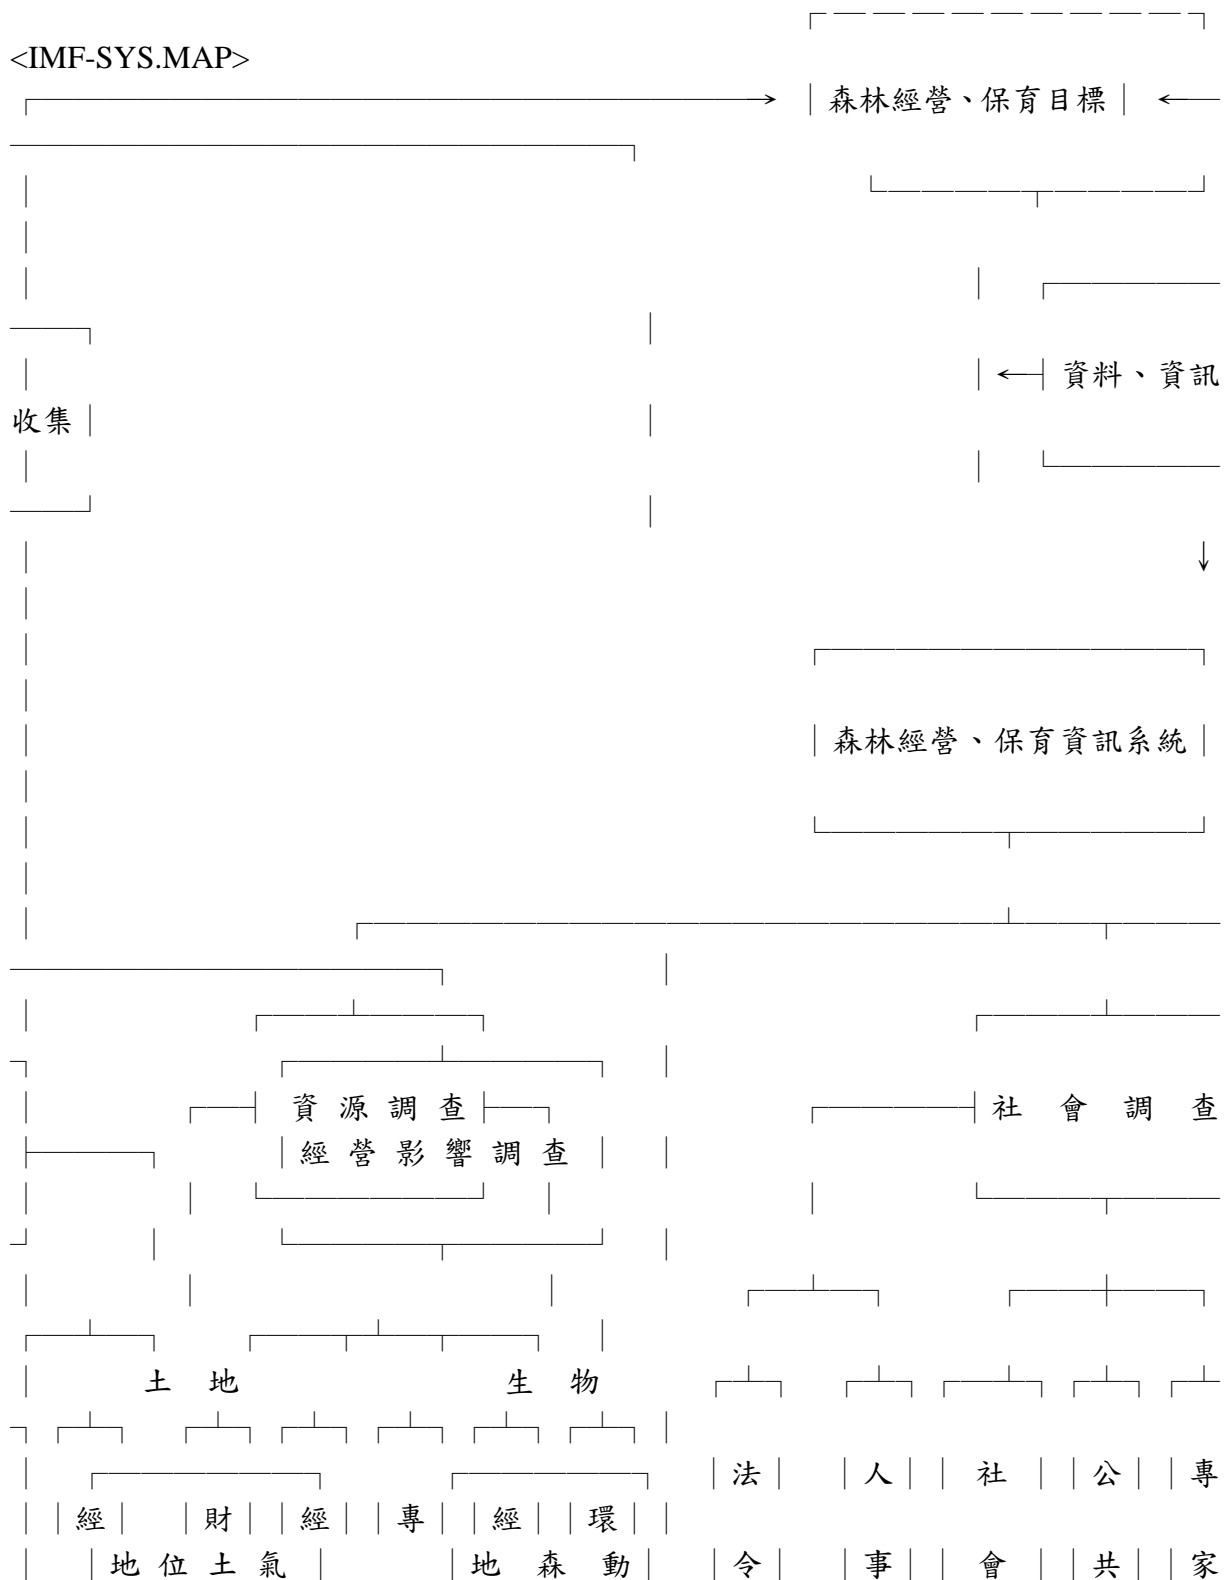 <IMF-SYS.MAP>
森林經營、保育目標
資料、資訊
收集
森林經營、保育資訊系統
資 源 調 查 社 會 調 查
經 營 影 響 調 查
土 地 生 物
法 人 社 公 專
經 財 經 專 經 環
地 位 土 氣 地 森 動 令 事 會 共 家